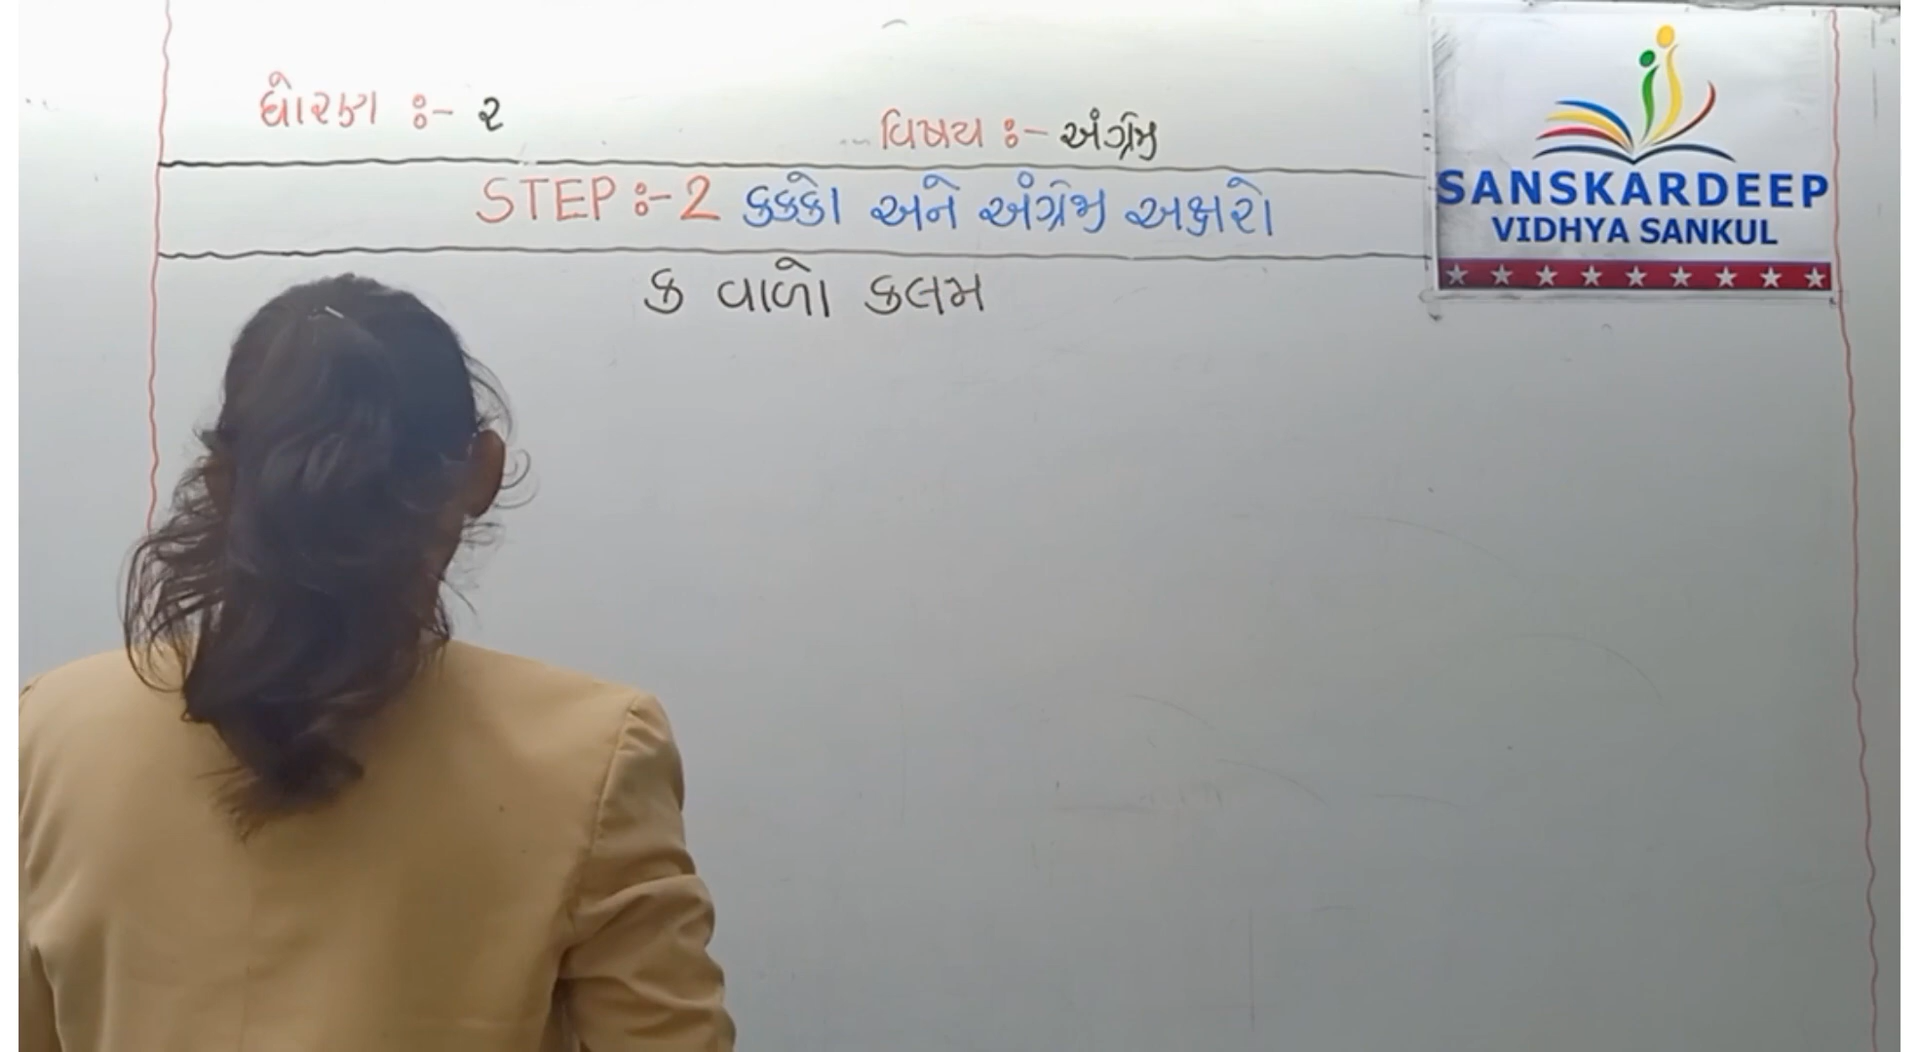 ધોરણ :- ૨
વિષય :- અંગ્રેજી
STEP :- 2 કક્કો અને અંગ્રેજી અક્ષરો
ક વાળો કલમ
SANSKARDEEP
VIDHYA SANKUL